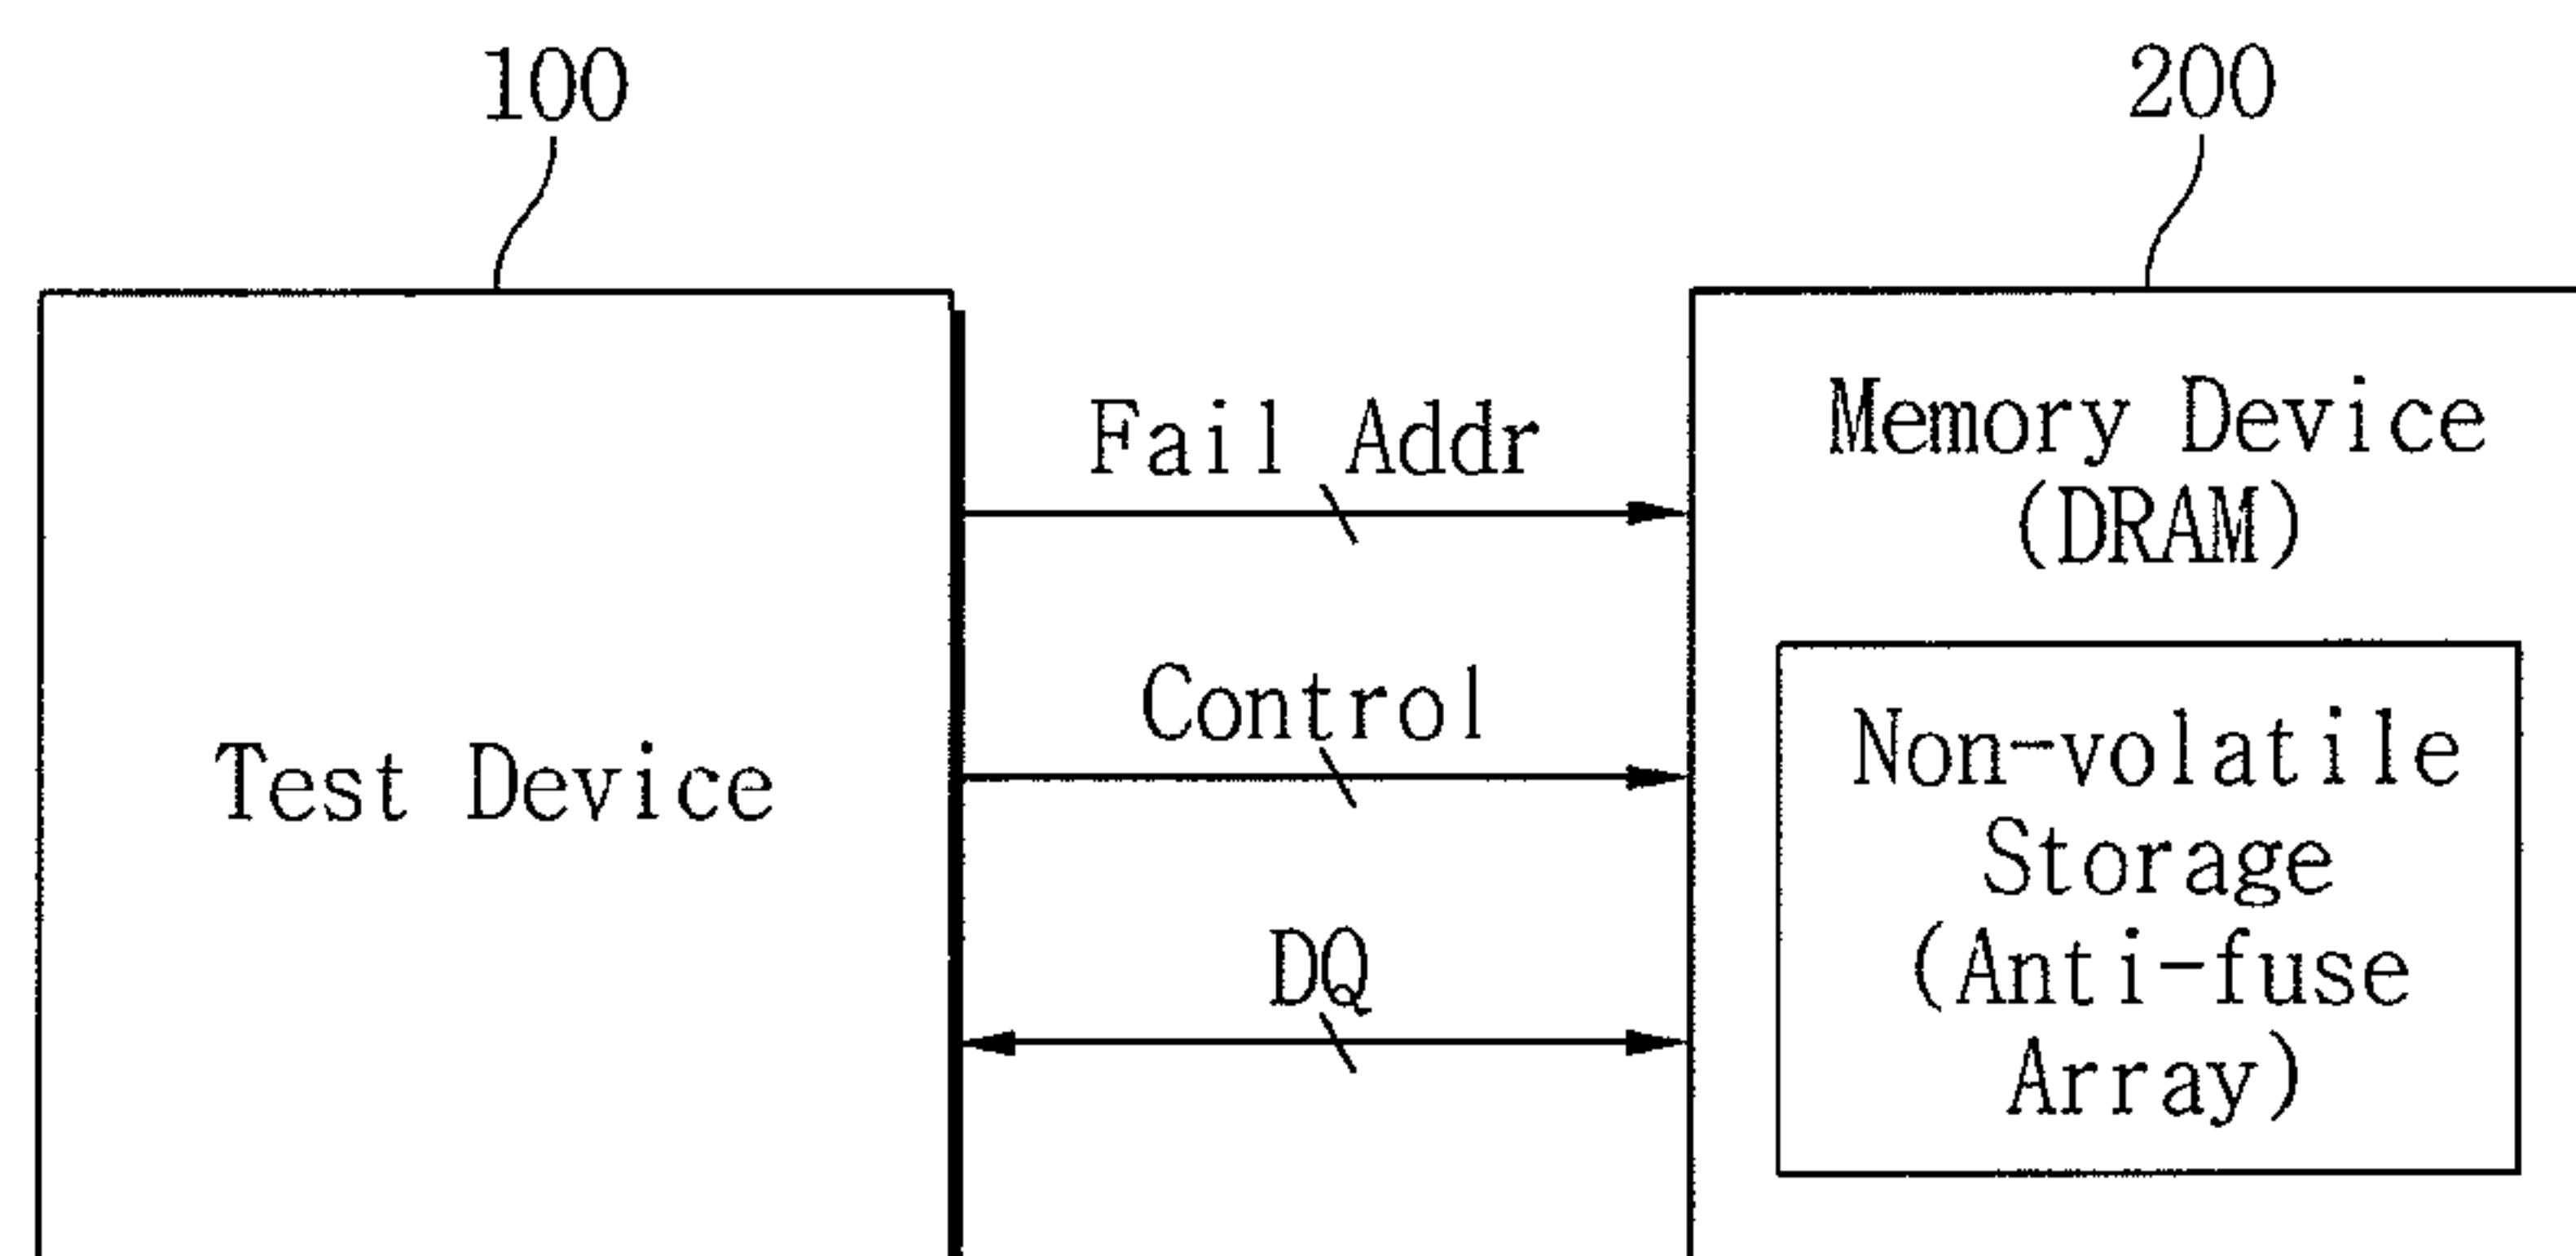 100
200
Test Device
Fail Addr
Control
DQ
Memory Device
(DRAM)
Non-volatile
Storage
(Anti-fuse
Array)